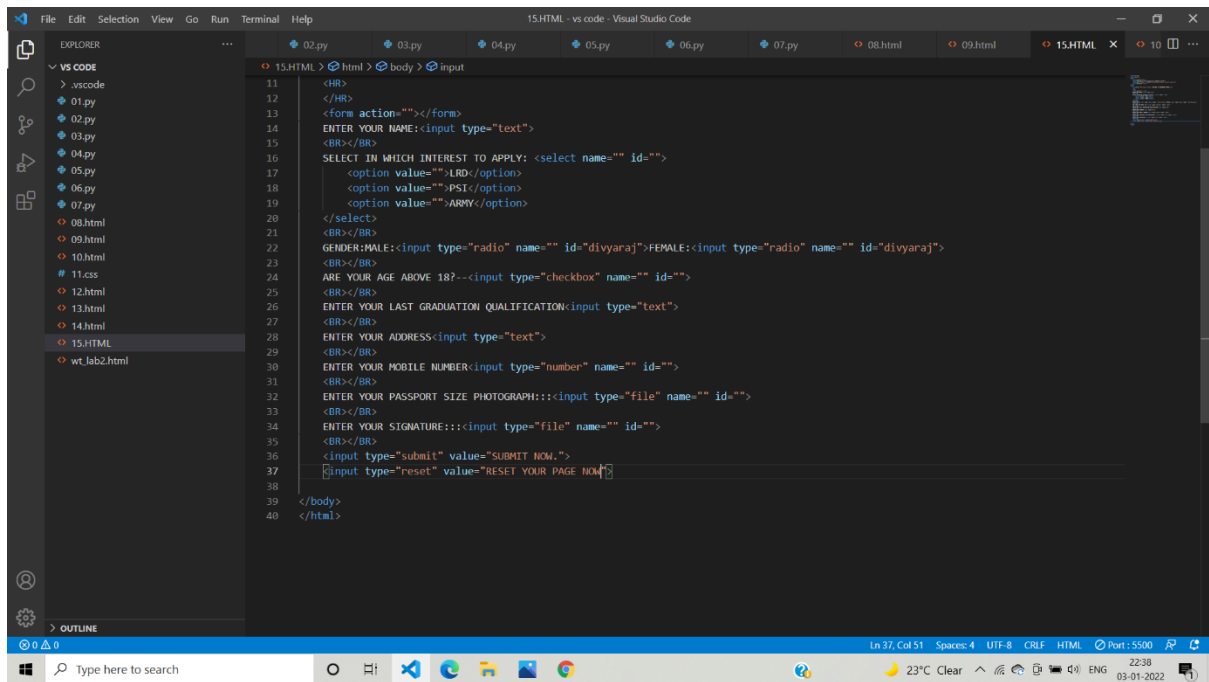 File Edit Selection View Go Run Terminal Help 15.HTML - vs code - Visual Studio Code
EXPLORER ··· 02.py 03.py 04.py 05.py 06.py 07.py 08.html 09.html 15.HTML 10 ···
VS CODE
15.HTML > html > body > input
.vscode
01.py
02.py
03.py
04.py
05.py
06.py
07.py
08.html
09.html
10.html
11.css
12.html
13.html
14.html
15.HTML
wt_lab2.html
11 <HR>
12 </HR>
13 <form action=""></form>
14 ENTER YOUR NAME:<input type="text">
15 <BR></BR>
16 SELECT IN WHICH INTEREST TO APPLY: <select name="" id="">
17 <option value="">LRD</option>
18 <option value="">PSI</option>
19 <option value="">ARMY</option>
20 </select>
21 <BR></BR>
22 GENDER:MALE:<input type="radio" name="" id="divyaraj">FEMALE:<input type="radio" name="" id="divyaraj">
23 <BR></BR>
24 ARE YOUR AGE ABOVE 18?--<input type="checkbox" name="" id="">
25 <BR></BR>
26 ENTER YOUR LAST GRADUATION QUALIFICATION<input type="text">
27 <BR></BR>
28 ENTER YOUR ADDRESS<input type="text">
29 <BR></BR>
30 ENTER YOUR MOBILE NUMBER<input type="number" name="" id="">
31 <BR></BR>
32 ENTER YOUR PASSPORT SIZE PHOTOGRAPH:::<input type="file" name="" id="">
33 <BR></BR>
34 ENTER YOUR SIGNATURE:::<input type="file" name="" id="">
35 <BR></BR>
36 <input type="submit" value="SUBMIT NOW.">
37 <input type="reset" value="RESET YOUR PAGE NOW">
38
39 </body>
40 </html>
OUTLINE
0 0 Ln 37, Col 51 Spaces: 4 UTF-8 CRLF HTML Port : 5500
Type here to search 23°C Clear ENG 22:38
03-01-2022 1